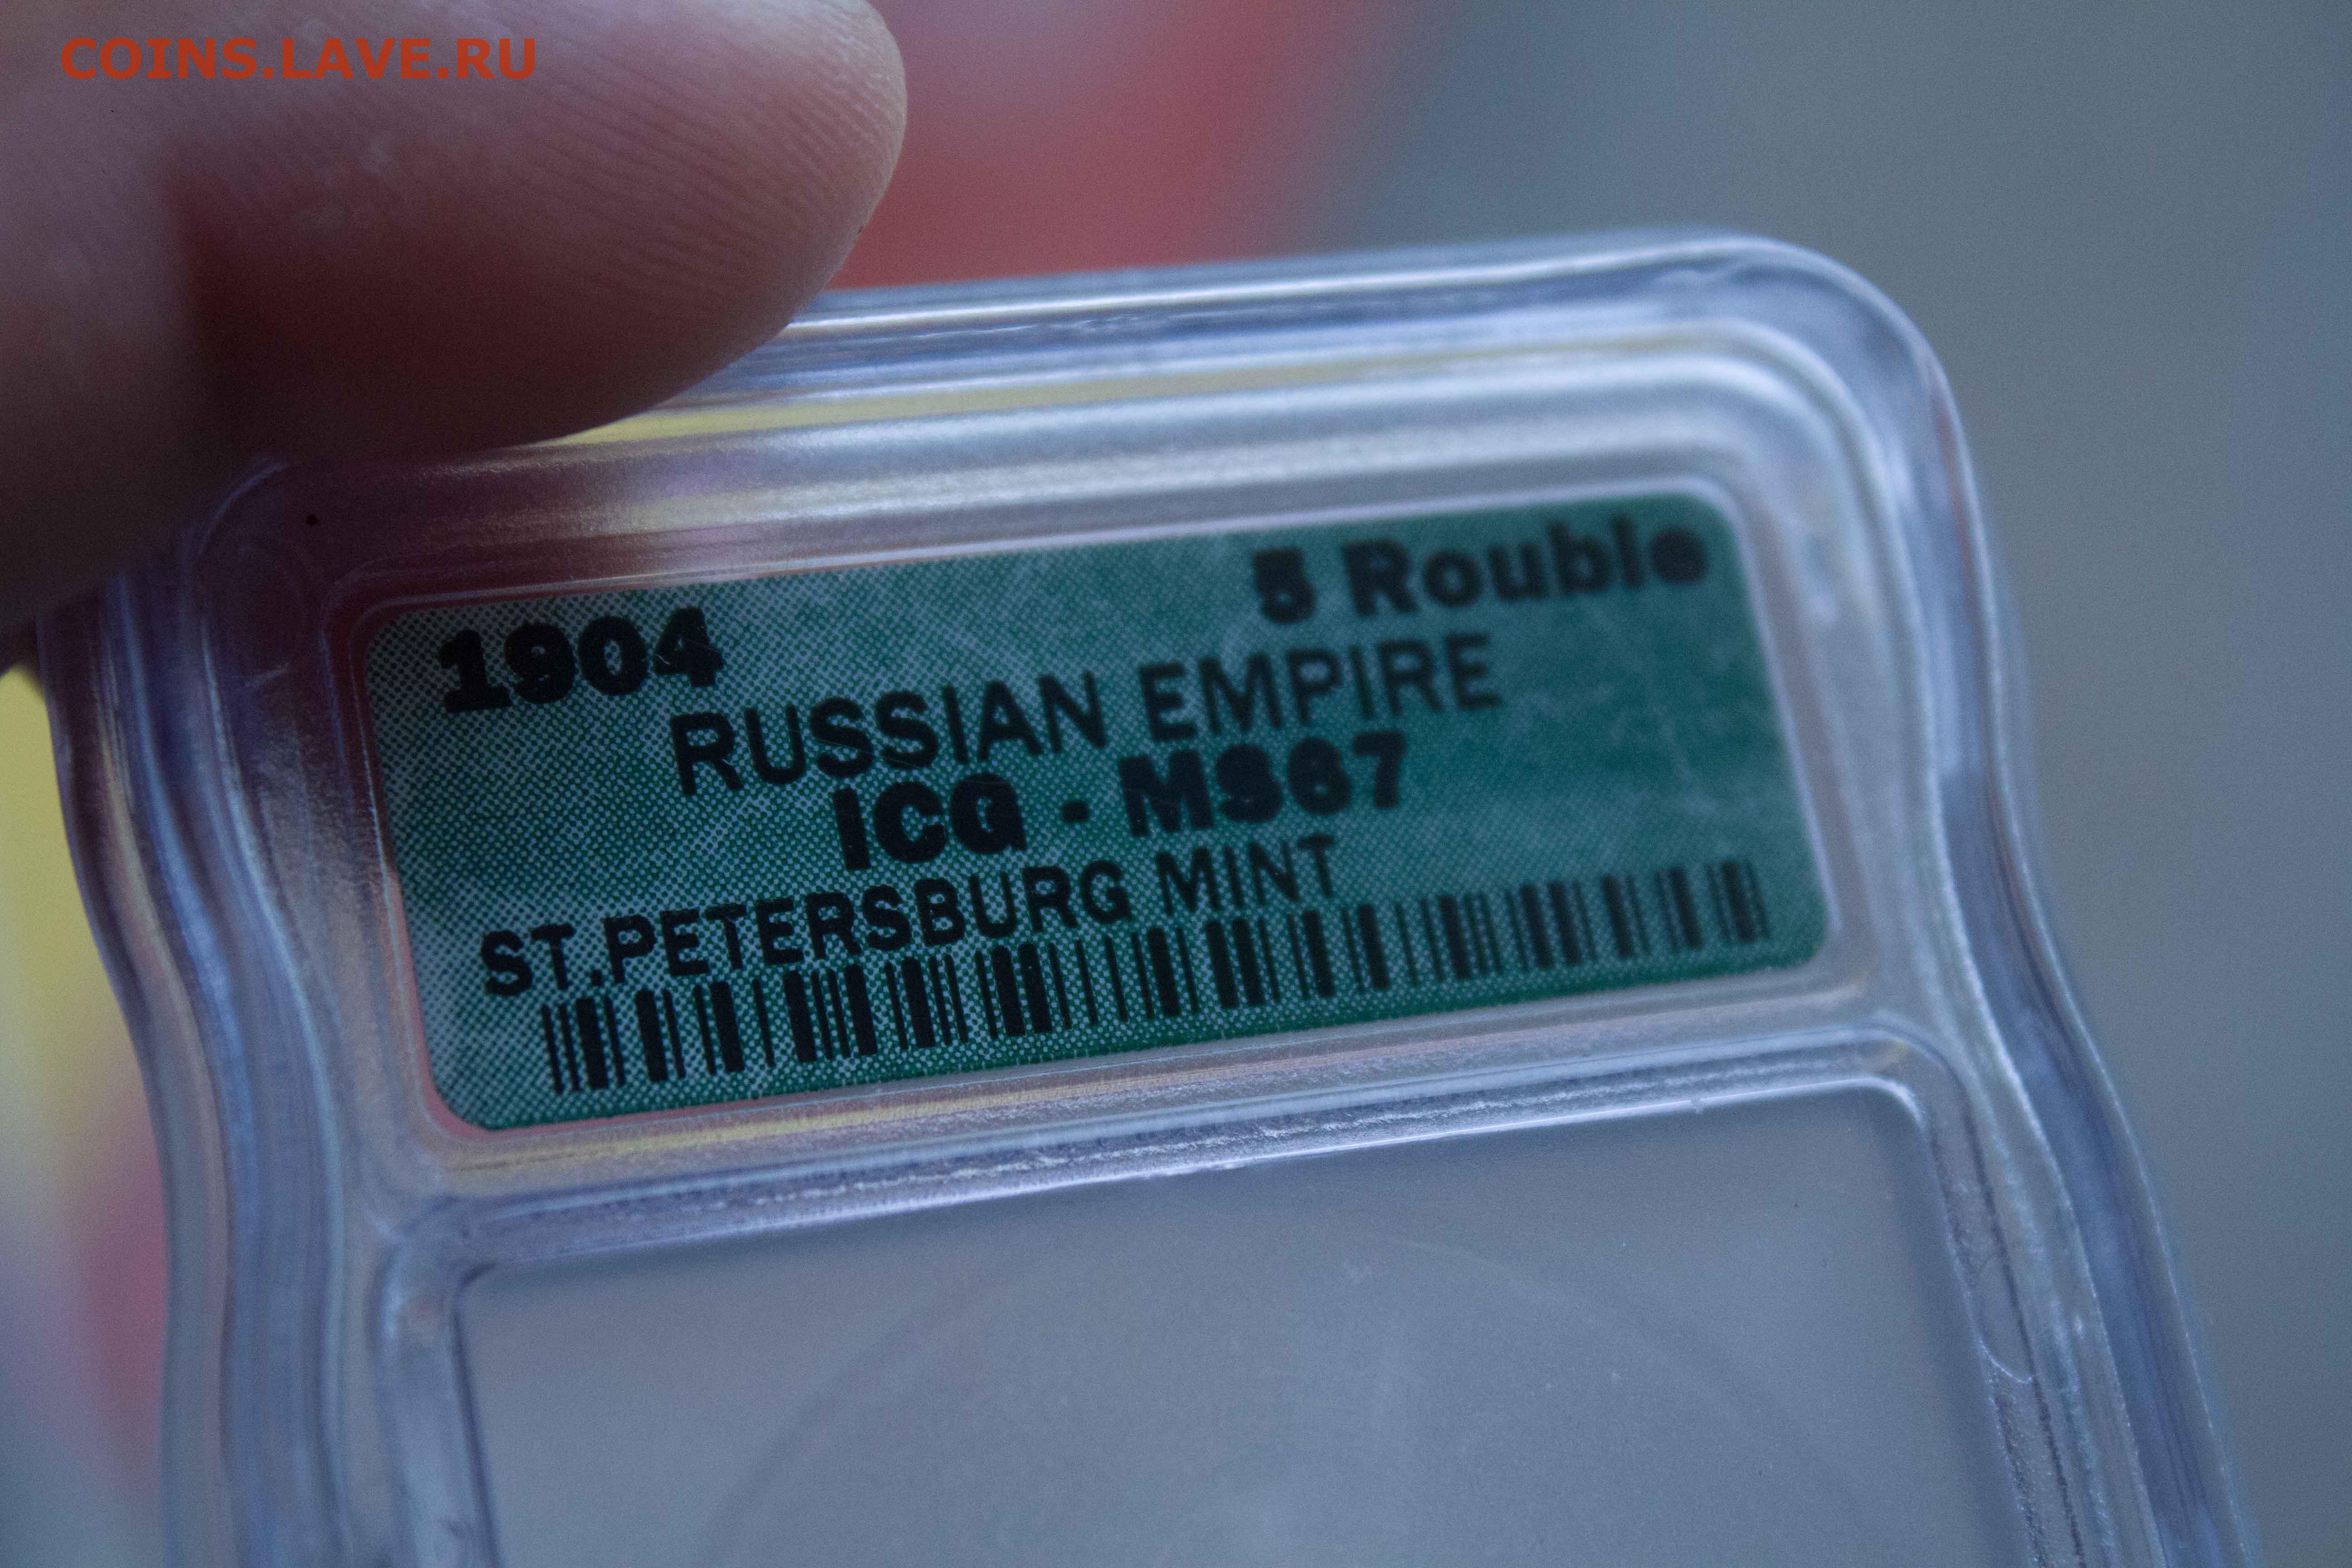 COINS.LAVE.RU
1904 5 Rouble
RUSSIAN EMPIRE
ICG - MS67
ST.PETERSBURG MINT